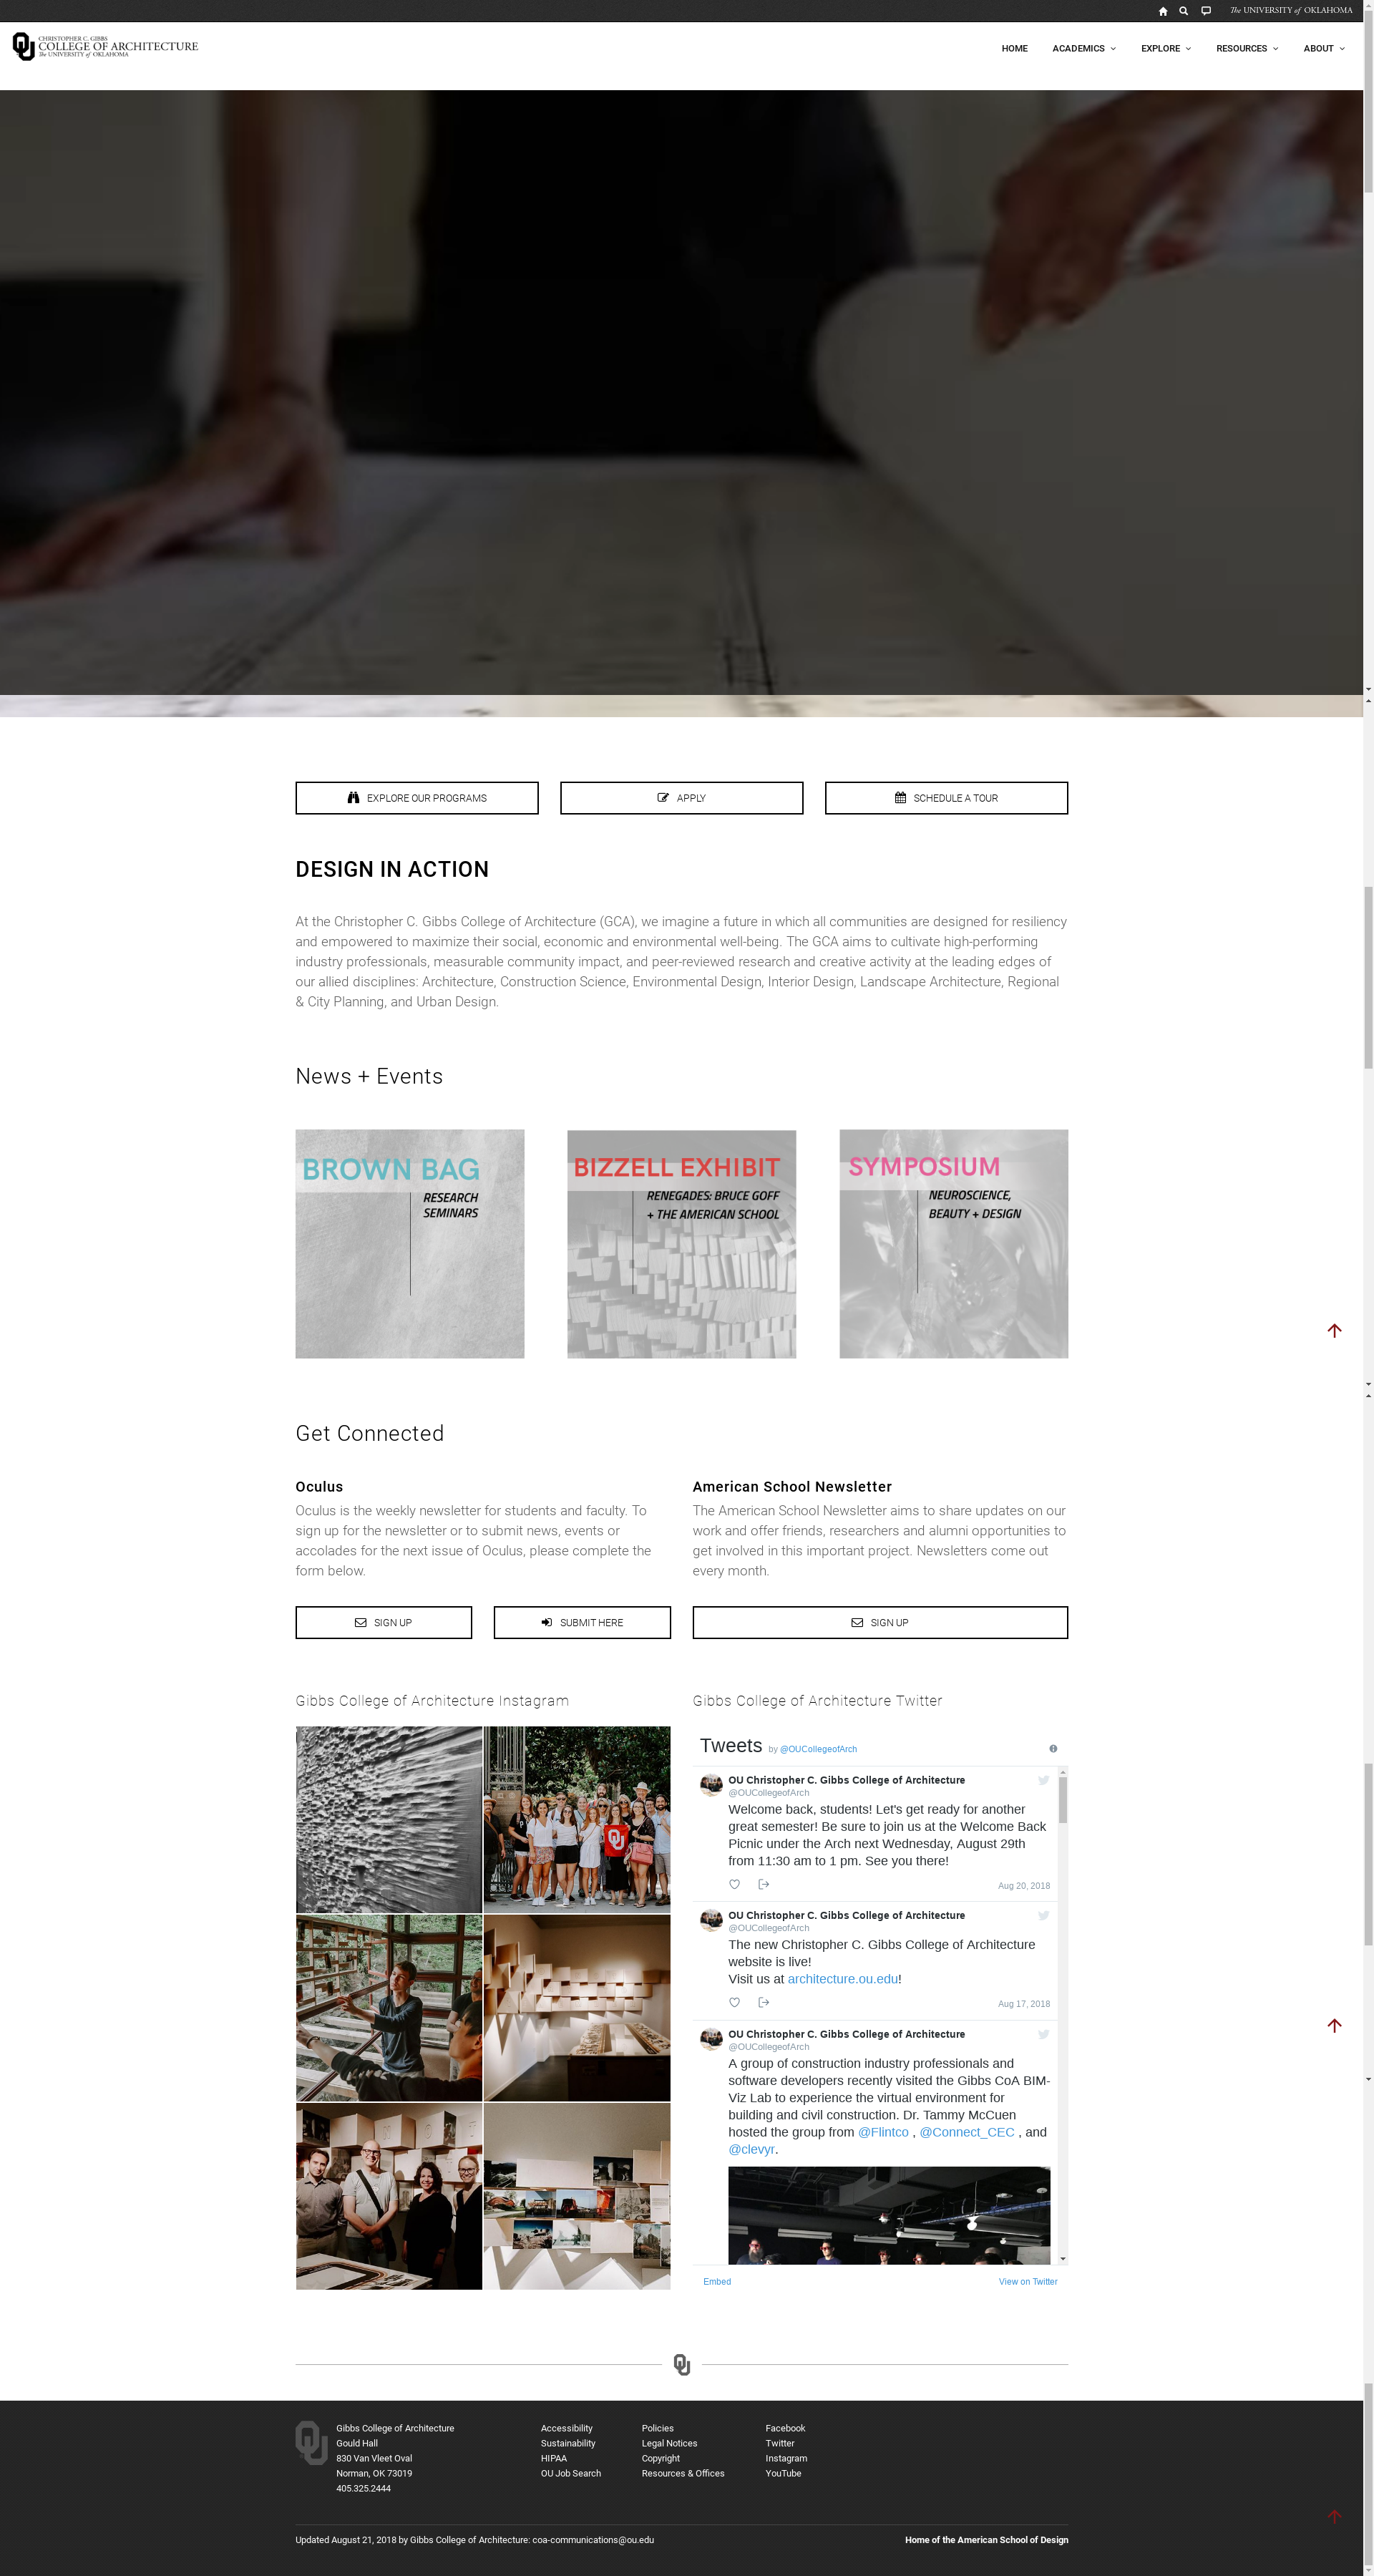 The UNIVERSITY of OKLAHOMA
CHRISTOPHER C. GIBBS
COLLEGE OF ARCHITECTURE
The UNIVERSITY of OKLAHOMA
HOME ACADEMICS EXPLORE RESOURCES ABOUT
EXPLORE OUR PROGRAMS
APPLY
SCHEDULE A TOUR
DESIGN IN ACTION
At the Christopher C. Gibbs College of Architecture (GCA), we imagine a future in which all communities are designed for resiliency
and empowered to maximize their social, economic and environmental well-being. The GCA aims to cultivate high-performing
industry professionals, measurable community impact, and peer-reviewed research and creative activity at the leading edges of
our allied disciplines: Architecture, Construction Science, Environmental Design, Interior Design, Landscape Architecture, Regional
& City Planning, and Urban Design.
News + Events
BROWN BAG
RESEARCH
SEMINARS
BIZZELL EXHIBIT
RENEGADES: BRUCE GOFF
+ THE AMERICAN SCHOOL
SYMPOSIUM
NEUROSCIENCE,
BEAUTY + DESIGN
Get Connected
Oculus
Oculus is the weekly newsletter for students and faculty. To
sign up for the newsletter or to submit news, events or
accolades for the next issue of Oculus, please complete the
form below.
SIGN UP
SUBMIT HERE
American School Newsletter
The American School Newsletter aims to share updates on our
work and offer friends, researchers and alumni opportunities to
get involved in this important project. Newsletters come out
every month.
SIGN UP
Gibbs College of Architecture Instagram
Gibbs College of Architecture Twitter
Tweets by @OUCollegeofArch
OU Christopher C. Gibbs College of Architecture
@OUCollegeofArch
Welcome back, students! Let's get ready for another
great semester! Be sure to join us at the Welcome Back
Picnic under the Arch next Wednesday, August 29th
from 11:30 am to 1 pm. See you there!
Aug 20, 2018
OU Christopher C. Gibbs College of Architecture
@OUCollegeofArch
The new Christopher C. Gibbs College of Architecture
website is live!
Visit us at architecture.ou.edu!
Aug 17, 2018
OU Christopher C. Gibbs College of Architecture
@OUCollegeofArch
A group of construction industry professionals and
software developers recently visited the Gibbs CoA BIM-
Viz Lab to experience the virtual environment for
building and civil construction. Dr. Tammy McCuen
hosted the group from @Flintco , @Connect_CEC , and
@clevyr.
Embed
View on Twitter
Gibbs College of Architecture
Gould Hall
830 Van Vleet Oval
Norman, OK 73019
405.325.2444
Accessibility
Sustainability
HIPAA
OU Job Search
Policies
Legal Notices
Copyright
Resources & Offices
Facebook
Twitter
Instagram
YouTube
Updated August 21, 2018 by Gibbs College of Architecture: coa-communications@ou.edu
Home of the American School of Design